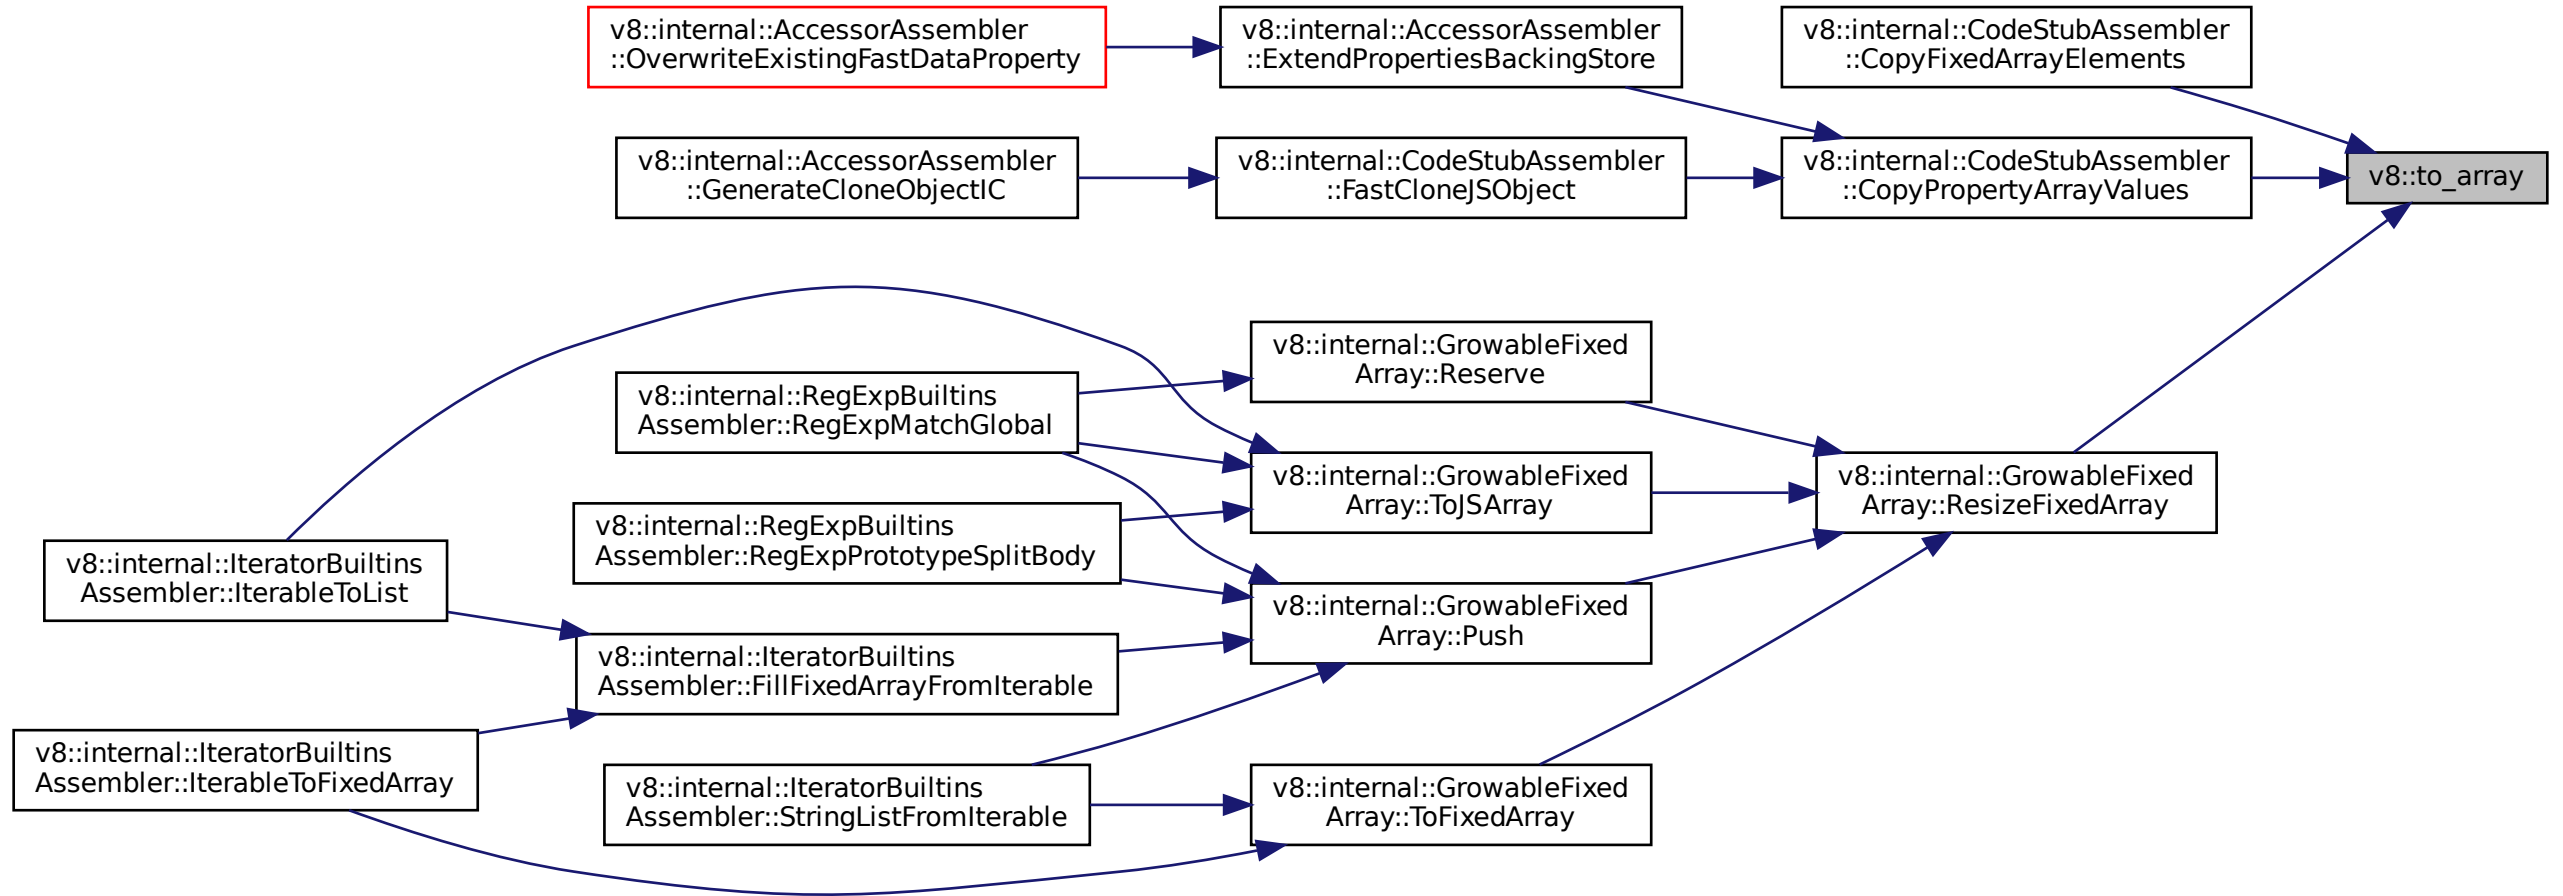 v8::internal::AccessorAssembler
::OverwriteExistingFastDataProperty
v8::internal::AccessorAssembler
::ExtendPropertiesBackingStore
v8::internal::CodeStubAssembler
::CopyFixedArrayElements
v8::internal::AccessorAssembler
::GenerateCloneObjectIC
v8::internal::CodeStubAssembler
::FastCloneJSObject
v8::internal::CodeStubAssembler
::CopyPropertyArrayValues
v8::to_array
v8::internal::GrowableFixed
Array::Reserve
v8::internal::RegExpBuiltins
Assembler::RegExpMatchGlobal
v8::internal::GrowableFixed
Array::ToJSArray
v8::internal::GrowableFixed
Array::ResizeFixedArray
v8::internal::RegExpBuiltins
Assembler::RegExpPrototypeSplitBody
v8::internal::IteratorBuiltins
Assembler::IterableToList
v8::internal::GrowableFixed
Array::Push
v8::internal::IteratorBuiltins
Assembler::FillFixedArrayFromIterable
v8::internal::IteratorBuiltins
Assembler::IterableToFixedArray
v8::internal::IteratorBuiltins
Assembler::StringListFromIterable
v8::internal::GrowableFixed
Array::ToFixedArray